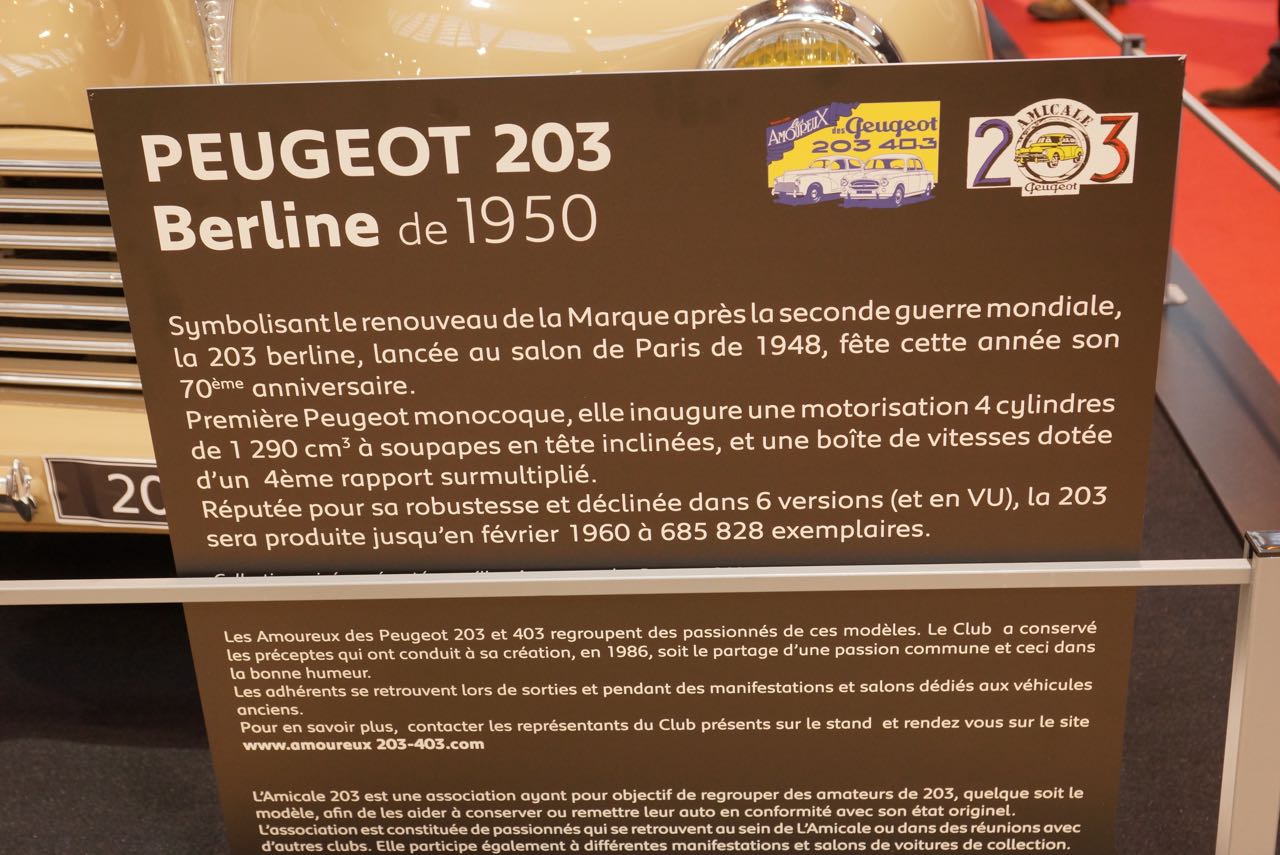 PEUGEOT 203
Berline de 1950
Les AMOUREUX des Peugeot
203 403
AMICALE
203
Peugeot
Symbolisant le renouveau de la Marque après la seconde guerre mondiale,
la 203 berline, lancée au salon de Paris de 1948, fête cette année son
70ème anniversaire.
Première Peugeot monocoque, elle inaugure une motorisation 4 cylindres
de 1 290 cm³ à soupapes en tête inclinées, et une boîte de vitesses dotée
d'un 4ème rapport surmultiplié.
Réputée pour sa robustesse et déclinée dans 6 versions (et en VU), la 203
sera produite jusqu'en février 1960 à 685 828 exemplaires.
20
Les Amoureux des Peugeot 203 et 403 regroupent des passionnés de ces modèles. Le Club a conservé
les préceptes qui ont conduit à sa création, en 1986, soit le partage d'une passion commune et ceci dans
la bonne humeur.
Les adhérents se retrouvent lors de sorties et pendant des manifestations et salons dédiés aux véhicules
anciens.
Pour en savoir plus, contacter les représentants du Club présents sur le stand et rendez vous sur le site
www.amoureux 203-403.com
L'Amicale 203 est une association ayant pour objectif de regrouper des amateurs de 203, quelque soit le
modèle, afin de les aider à conserver ou remettre leur auto en conformité avec son état originel.
L'association est constituée de passionnés qui se retrouvent au sein de L'Amicale ou dans des réunions avec
d'autres clubs. Elle participe également à différentes manifestations et salons de voitures de collection.